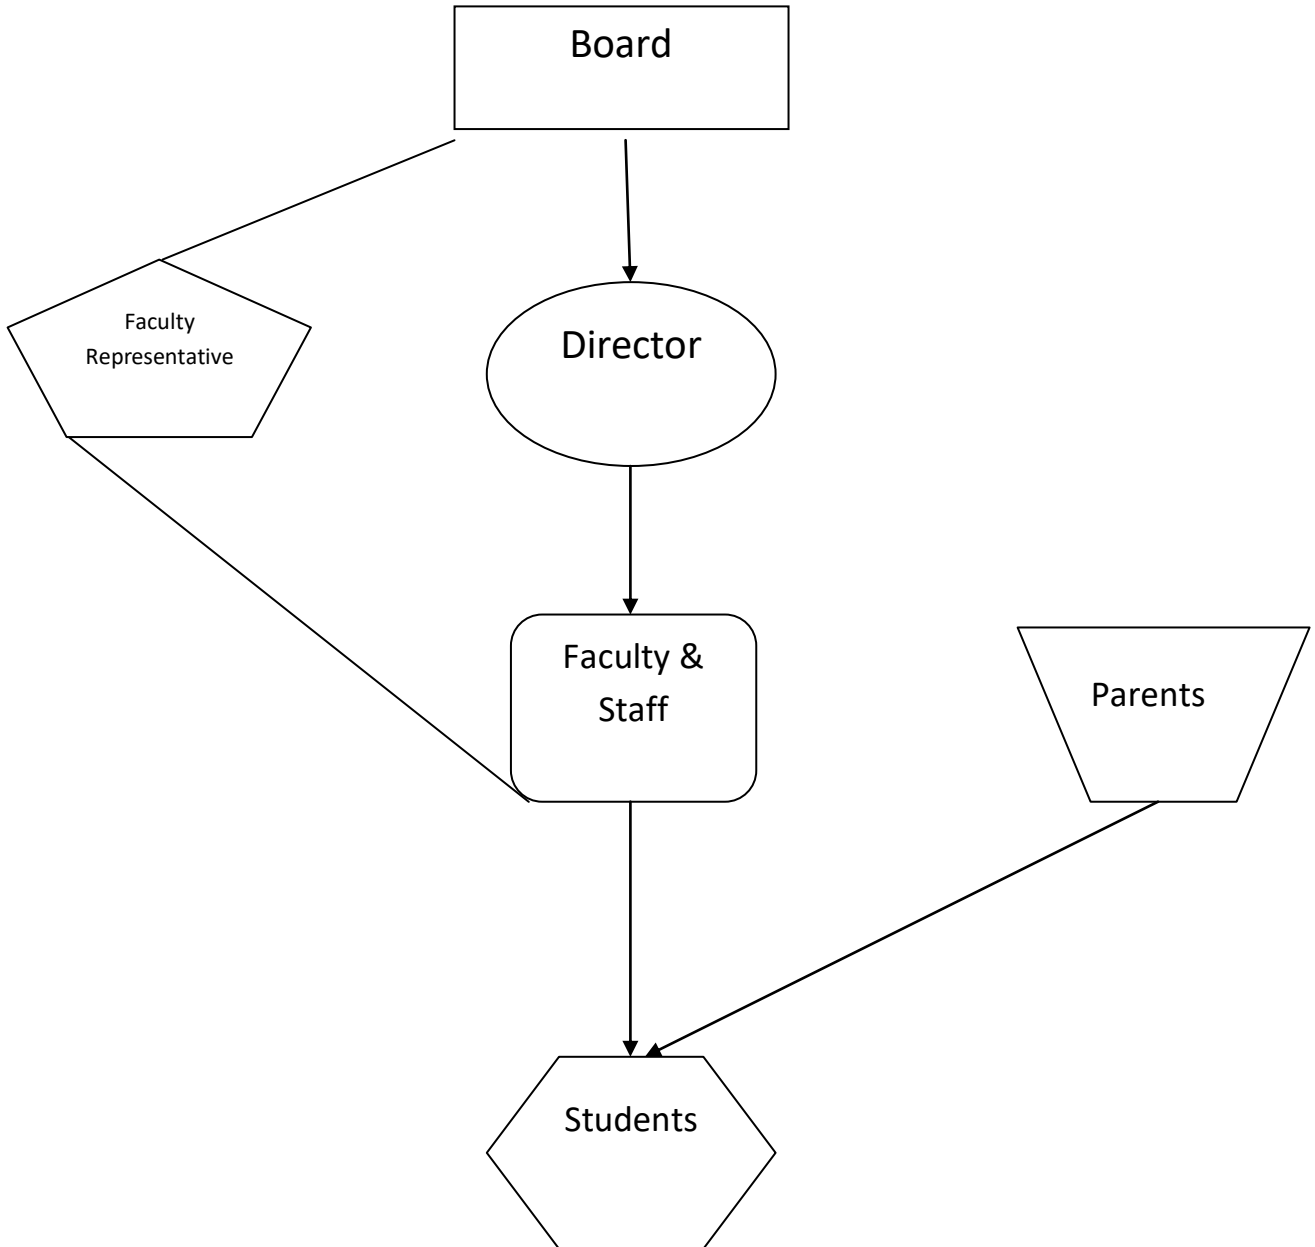 Board
Faculty
Representative
Director
Faculty &
Staff
Parents
Students